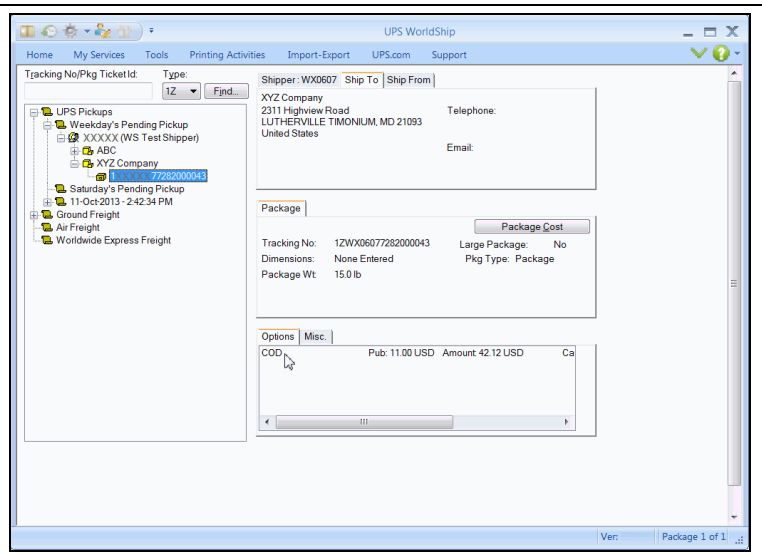 UPS WorldShip
Home My Services Tools Printing Activities Import-Export UPS.com Support
Tracking No/Pkg Ticket Id: Type:
1Z Find...
UPS Pickups
Weekday's Pending Pickup
XXXXX (WS Test Shipper)
ABC
XYZ Company
1XXXXX77282000043
Saturday's Pending Pickup
11-Oct-2013 - 2:42:34 PM
Ground Freight
Air Freight
Worldwide Express Freight
Shipper : WX0607 Ship To Ship From
XYZ Company
2311 Highview Road Telephone:
LUTHERVILLE TIMONIUM, MD 21093
United States
Email:
Package
Package Cost
Tracking No: 1ZWX06077282000043 Large Package: No
Dimensions: None Entered Pkg Type: Package
Package Wt: 15.0 lb
Options Misc.
COD Pub: 11.00 USD Amount: 42.12 USD Ca
Ver: Package 1 of 1